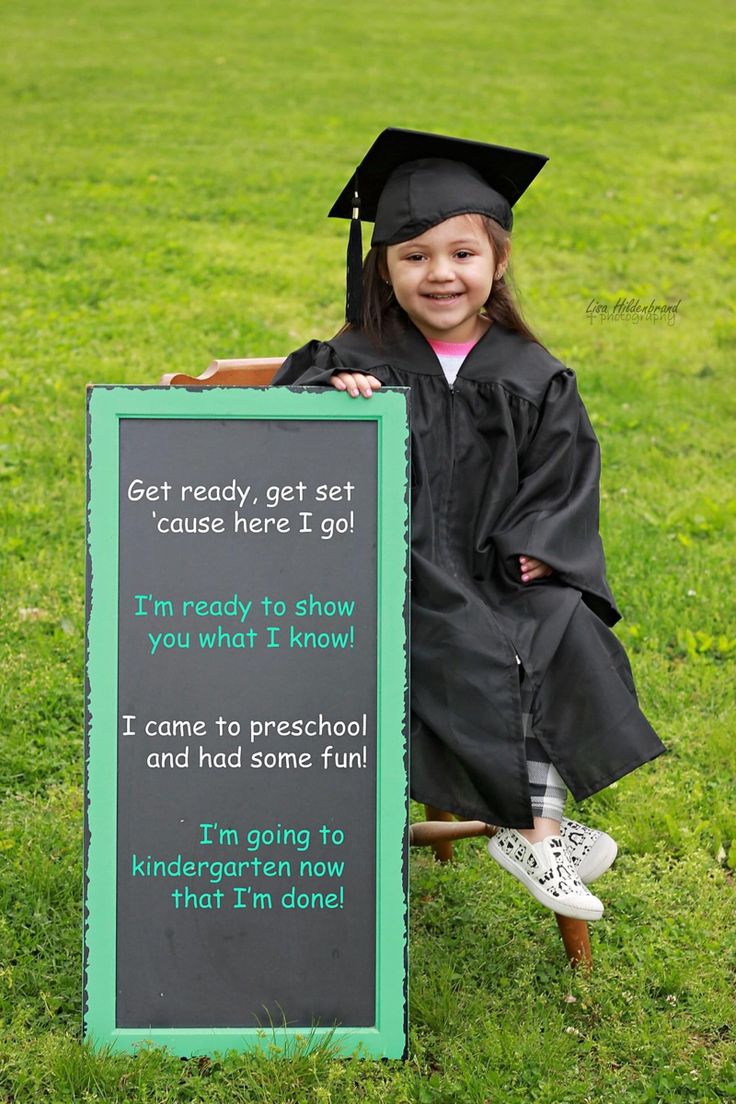 Lisa Hildenbrand
photography
Get ready, get set
‘cause here I go!
I’m ready to show
you what I know!
I came to preschool
and had some fun!
I’m going to
kindergarten now
that I’m done!